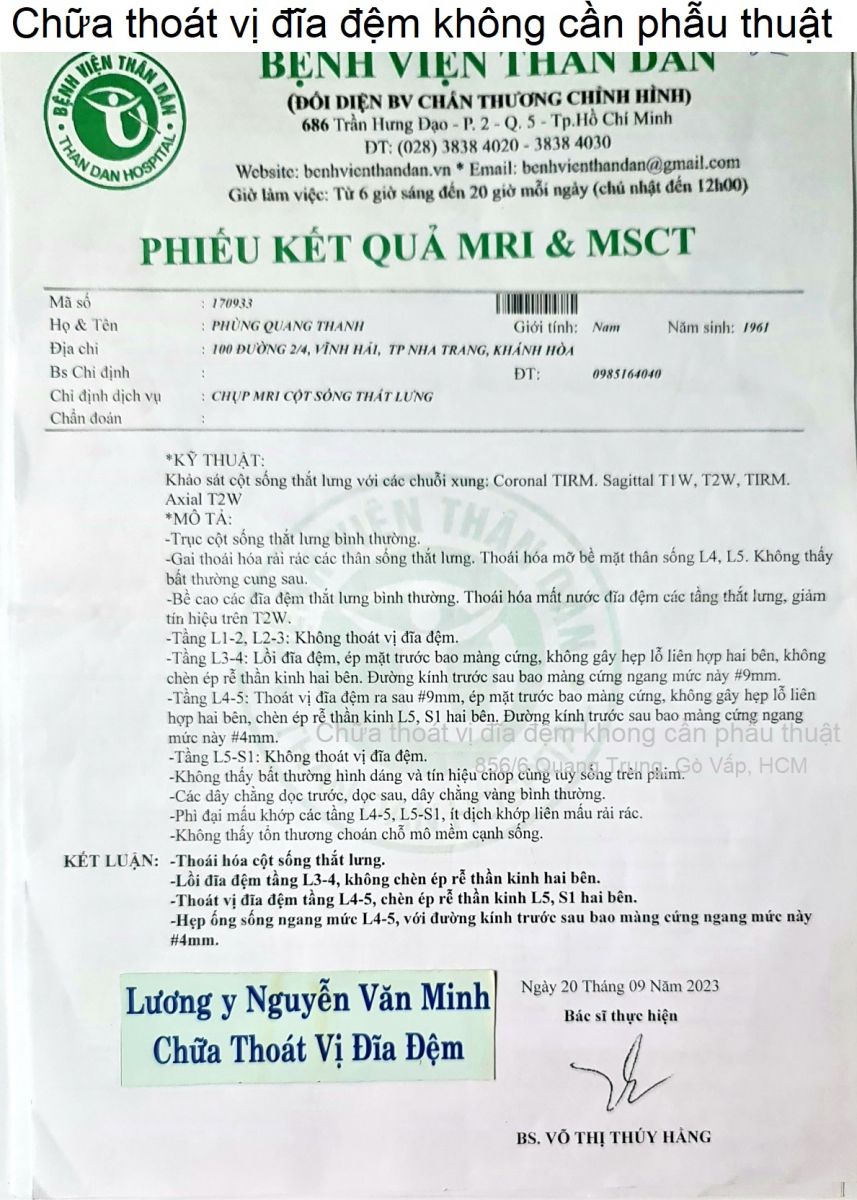 Chữa thoát vị đĩa đệm không cần phẫu thuật
BỆNH VIỆN THÂN DÂN
BỆNH VIỆN THÂN DÂN
THAN DAN HOSPITAL
(ĐỐI DIỆN BV CHẤN THƯƠNG CHỈNH HÌNH)
686 Trần Hưng Đạo - P. 2 - Q. 5 - Tp.Hồ Chí Minh
ĐT: (028) 3838 4020 - 3838 4030
Website: benhvienthandan.vn * Email: benhvienthandan@gmail.com
Giờ làm việc: Từ 6 giờ sáng đến 20 giờ mỗi ngày (chủ nhật đến 12h00)
PHIẾU KẾT QUẢ MRI & MSCT
Mã số : 170933
Họ & Tên : PHÙNG QUANG THANH Giới tính: Nam Năm sinh: 1961
Địa chỉ : 100 ĐƯỜNG 2/4, VĨNH HẢI, TP NHA TRANG, KHÁNH HÒA
Bs Chỉ định : ĐT: 0985164040
Chỉ định dịch vụ : CHỤP MRI CỘT SỐNG THẮT LƯNG
Chẩn đoán :
*KỸ THUẬT:
Khảo sát cột sống thắt lưng với các chuỗi xung: Coronal TIRM. Sagittal T1W, T2W, TIRM.
Axial T2W
*MÔ TẢ:
-Trục cột sống thắt lưng bình thường.
-Gai thoái hóa rải rác các thân sống thắt lưng. Thoái hóa mỡ bề mặt thân sống L4, L5. Không thấy
bất thường cung sau.
-Bề cao các đĩa đệm thắt lưng bình thường. Thoái hóa mất nước đĩa đệm các tầng thắt lưng, giảm
tín hiệu trên T2W.
-Tầng L1-2, L2-3: Không thoát vị đĩa đệm.
-Tầng L3-4: Lồi đĩa đệm, ép mặt trước bao màng cứng, không gây hẹp lỗ liên hợp hai bên, không
chèn ép rễ thần kinh hai bên. Đường kính trước sau bao màng cứng ngang mức này #9mm.
-Tầng L4-5: Thoát vị đĩa đệm ra sau #9mm, ép mặt trước bao màng cứng, không gây hẹp lỗ liên
hợp hai bên, chèn ép rễ thần kinh L5, S1 hai bên. Đường kính trước sau bao màng cứng ngang
mức này #4mm.
Chữa thoát vị đĩa đệm không cần phẫu thuật
-Tầng L5-S1: Không thoát vị đĩa đệm.
856/6 Quang Trung, Gò Vấp, HCM
-Không thấy bất thường hình dáng và tín hiệu chóp cùng tủy sống trên phim.
-Các dây chằng dọc trước, dọc sau, dây chằng vàng bình thường.
-Phì đại mấu khớp các tầng L4-5, L5-S1, ít dịch khớp liên mấu rải rác.
-Không thấy tổn thương choán chỗ mô mềm cạnh sống.
KẾT LUẬN: -Thoái hóa cột sống thắt lưng.
-Lồi đĩa đệm tầng L3-4, không chèn ép rễ thần kinh hai bên.
-Thoát vị đĩa đệm tầng L4-5, chèn ép rễ thần kinh L5, S1 hai bên.
-Hẹp ống sống ngang mức L4-5, với đường kính trước sau bao màng cứng ngang mức này
#4mm.
Lương y Nguyễn Văn Minh
Chữa Thoát Vị Đĩa Đệm
Ngày 20 Tháng 09 Năm 2023
Bác sĩ thực hiện
BS. VÕ THỊ THÚY HẰNG